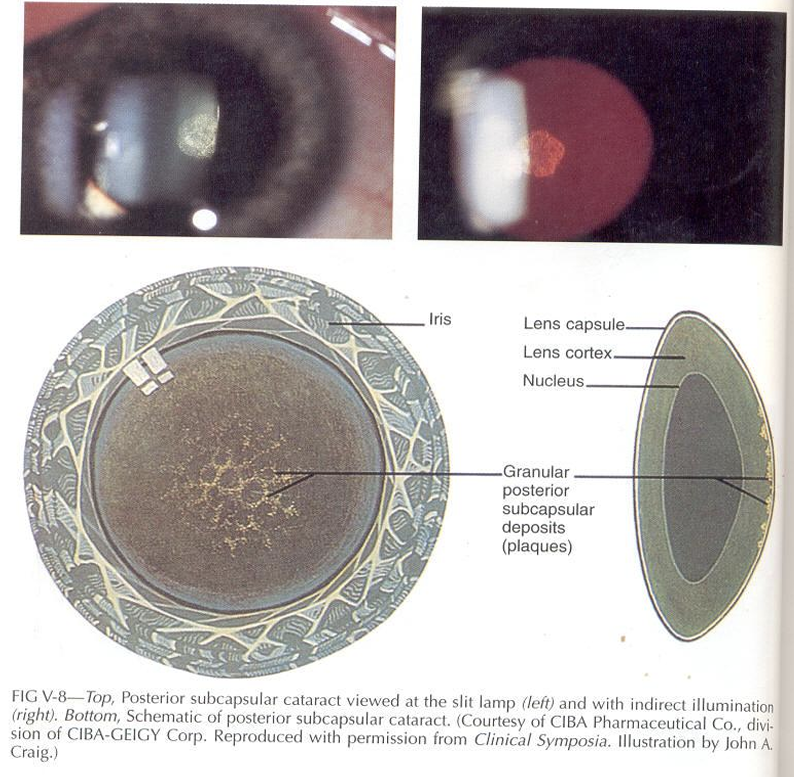 Iris
Lens capsule
Lens cortex
Nucleus
Granular
posterior
subcapsular
deposits
(plaques)
FIG V-8—Top, Posterior subcapsular cataract viewed at the slit lamp (left) and with indirect illumination
(right). Bottom, Schematic of posterior subcapsular cataract. (Courtesy of CIBA Pharmaceutical Co., divi-
sion of CIBA-GEIGY Corp. Reproduced with permission from Clinical Symposia. Illustration by John A.
Craig.)